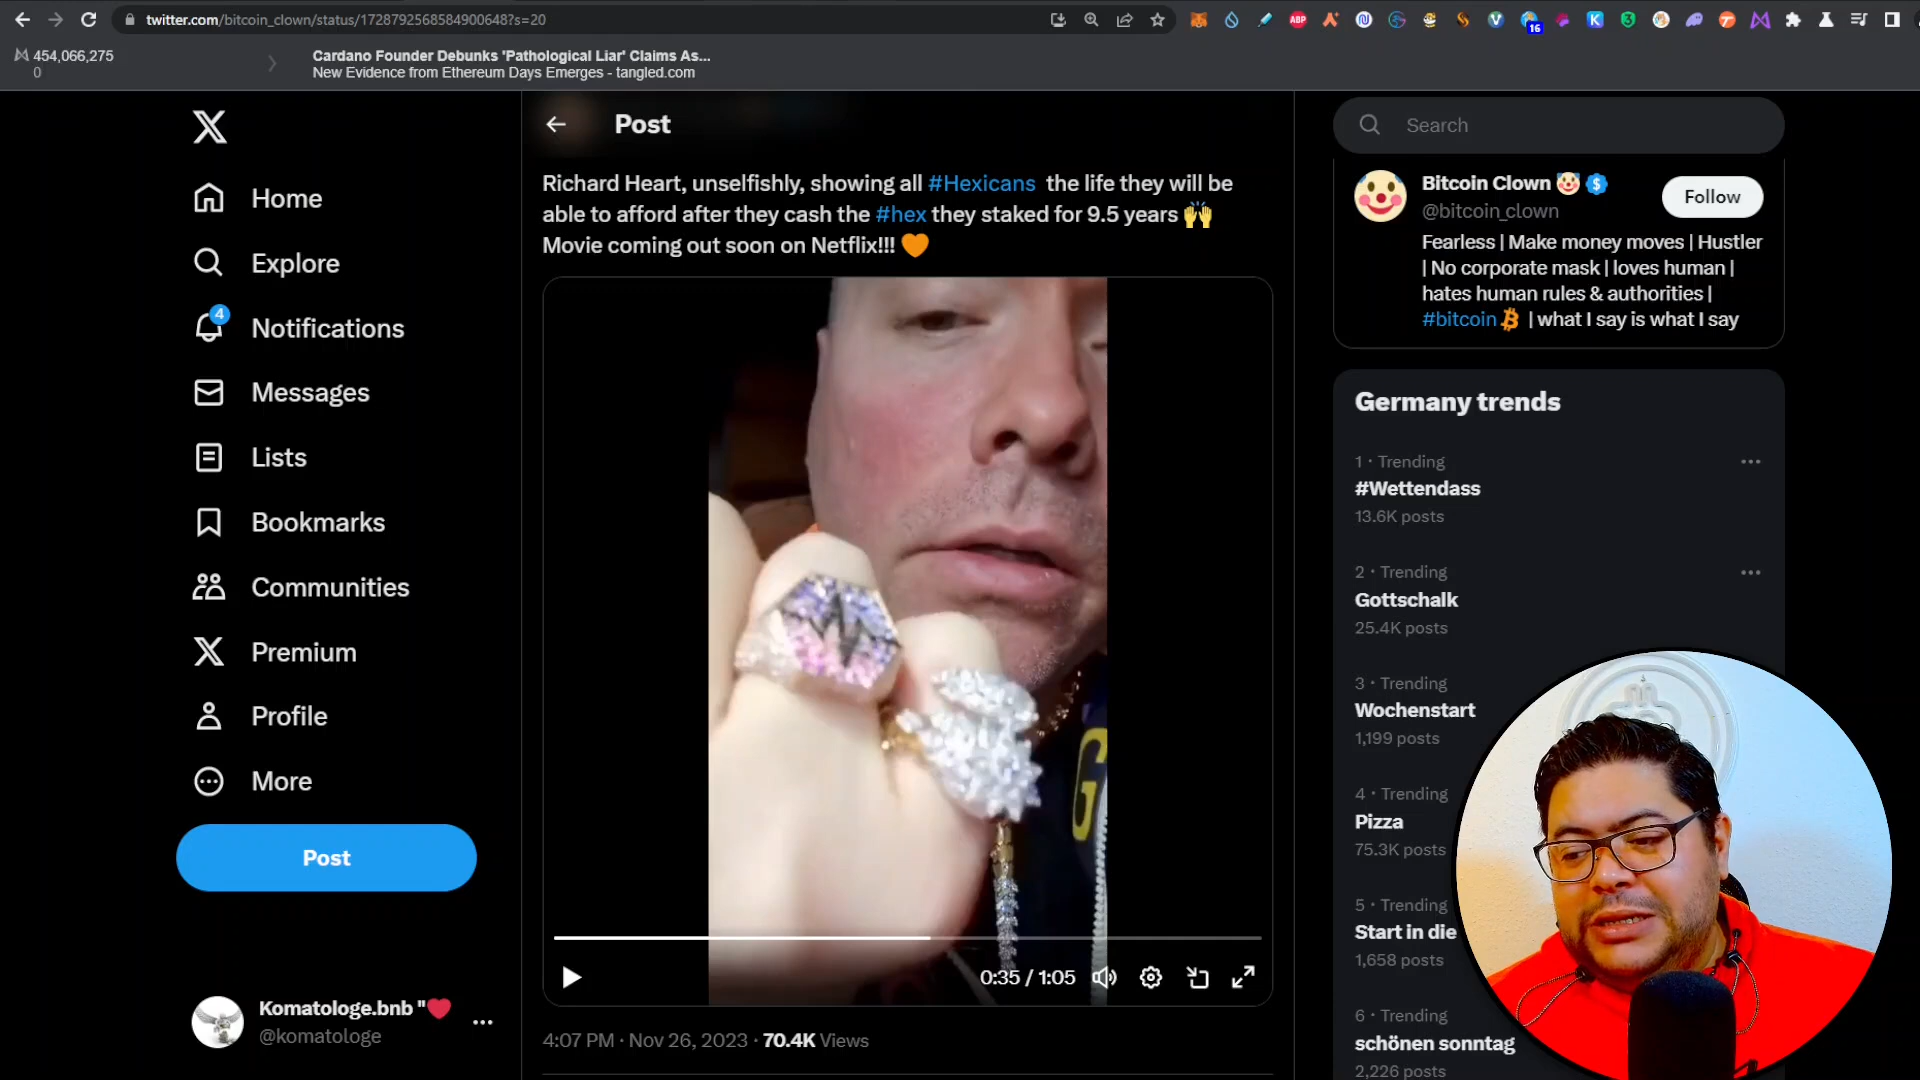 twitter.com/bitcoin_clown/status/1728792568584900648?s=20
ABP
16
454,066,275
0
Cardano Founder Debunks 'Pathological Liar' Claims As...
New Evidence from Ethereum Days Emerges - tangled.com
Home
Explore
4
Notifications
Messages
Lists
Bookmarks
Communities
Premium
Profile
More
Post
Komatologe.bnb "❤️
@komatologe
Post
Richard Heart, unselfishly, showing all #Hexicans the life they will be
able to afford after they cash the #hex they staked for 9.5 years 🙌
Movie coming out soon on Netflix!!! 🧡
G
0:35 / 1:05
4:07 PM · Nov 26, 2023 · 70.4K Views
Search
Bitcoin Clown 🤡
@bitcoin_clown
Follow
Fearless | Make money moves | Hustler
| No corporate mask | loves human |
hates human rules & authorities |
#bitcoin | what I say is what I say
Germany trends
1 · Trending
#Wettendass
13.6K posts
2 · Trending
Gottschalk
25.4K posts
3 · Trending
Wochenstart
1,199 posts
4 · Trending
Pizza
75.3K posts
5 · Trending
Start in die
1,658 posts
6 · Trending
schönen sonntag
2,226 posts